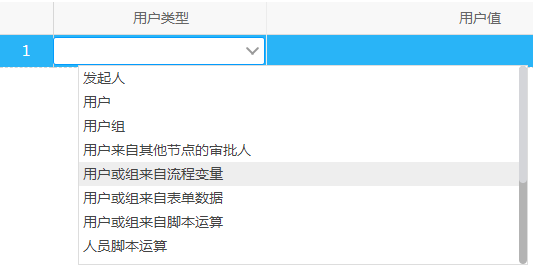 用户类型 用户值
1
发起人
用户
用户组
用户来自其他节点的审批人
用户或组来自流程变量
用户或组来自表单数据
用户或组来自脚本运算
人员脚本运算